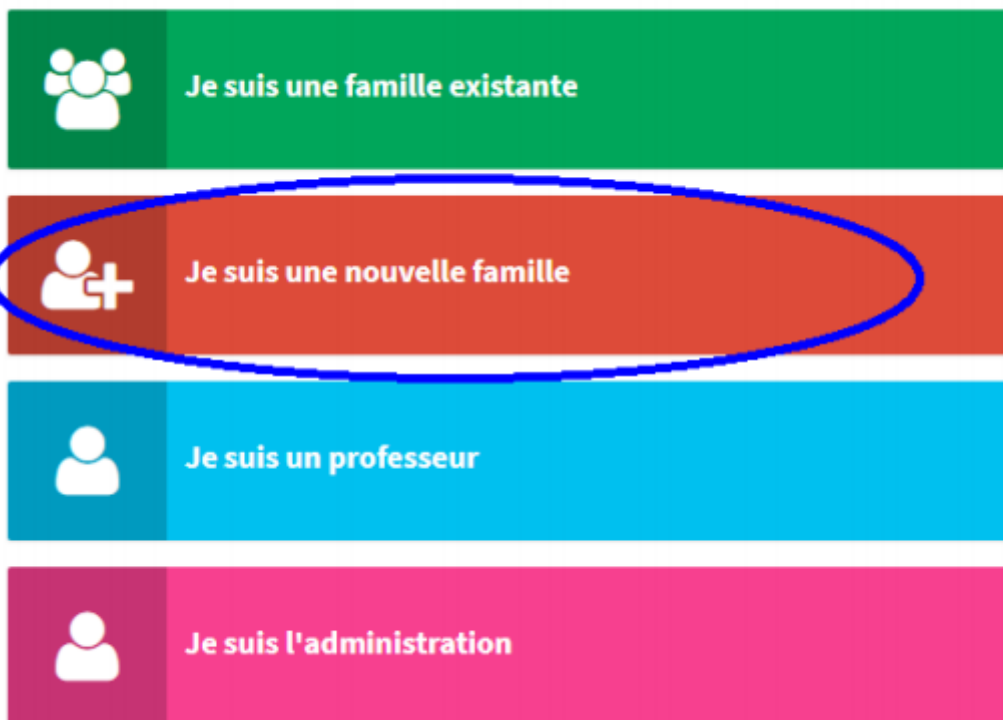 Je suis une famille existante
Je suis une nouvelle famille
Je suis un professeur
Je suis l'administration